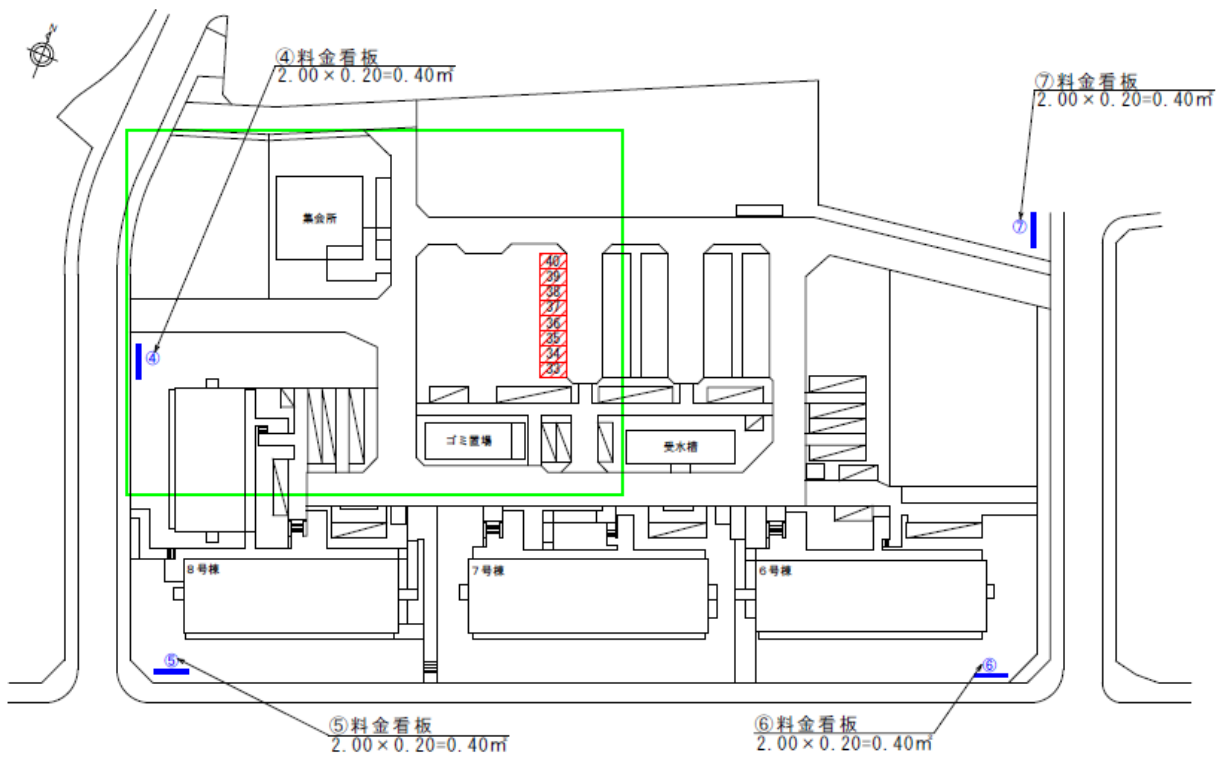 N
④料金看板
2.00×0.20=0.40㎡
⑦料金看板
2.00×0.20=0.40㎡
⑦
集会所
40
39
38
37
36
35
34
33
④
ゴミ置場
受水槽
8号棟
7号棟
6号棟
⑤
⑥
⑤料金看板
2.00×0.20=0.40㎡
⑥料金看板
2.00×0.20=0.40㎡